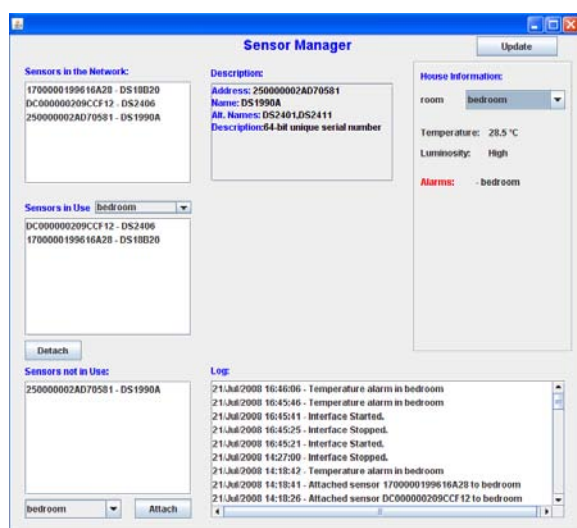 Sensor Manager
Update
Sensors in the Network:
1700000199616A28 - DS18B20
DC000000209CCF12 - DS2406
250000002AD70581 - DS1990A
Description:
Address: 250000002AD70581
Name: DS1990A
Alt. Names: DS2401,DS2411
Description:64-bit unique serial number
House Information:
room bedroom
Temperature: 28.5 °C
Luminosity: High
Alarms: - bedroom
Sensors in Use bedroom
DC000000209CCF12 - DS2406
1700000199616A28 - DS18B20
Detach
Sensors not in Use:
250000002AD70581 - DS1990A
bedroom Attach
Log:
21/Jul/2008 16:46:06 - Temperature alarm in bedroom
21/Jul/2008 16:45:46 - Temperature alarm in bedroom
21/Jul/2008 16:45:41 - Interface Started.
21/Jul/2008 16:45:25 - Interface Stopped.
21/Jul/2008 16:45:21 - Interface Started.
21/Jul/2008 14:27:00 - Interface Stopped.
21/Jul/2008 14:18:42 - Temperature alarm in bedroom
21/Jul/2008 14:18:41 - Attached sensor 1700000199616A28 to bedroom
21/Jul/2008 14:18:26 - Attached sensor DC000000209CCF12 to bedroom